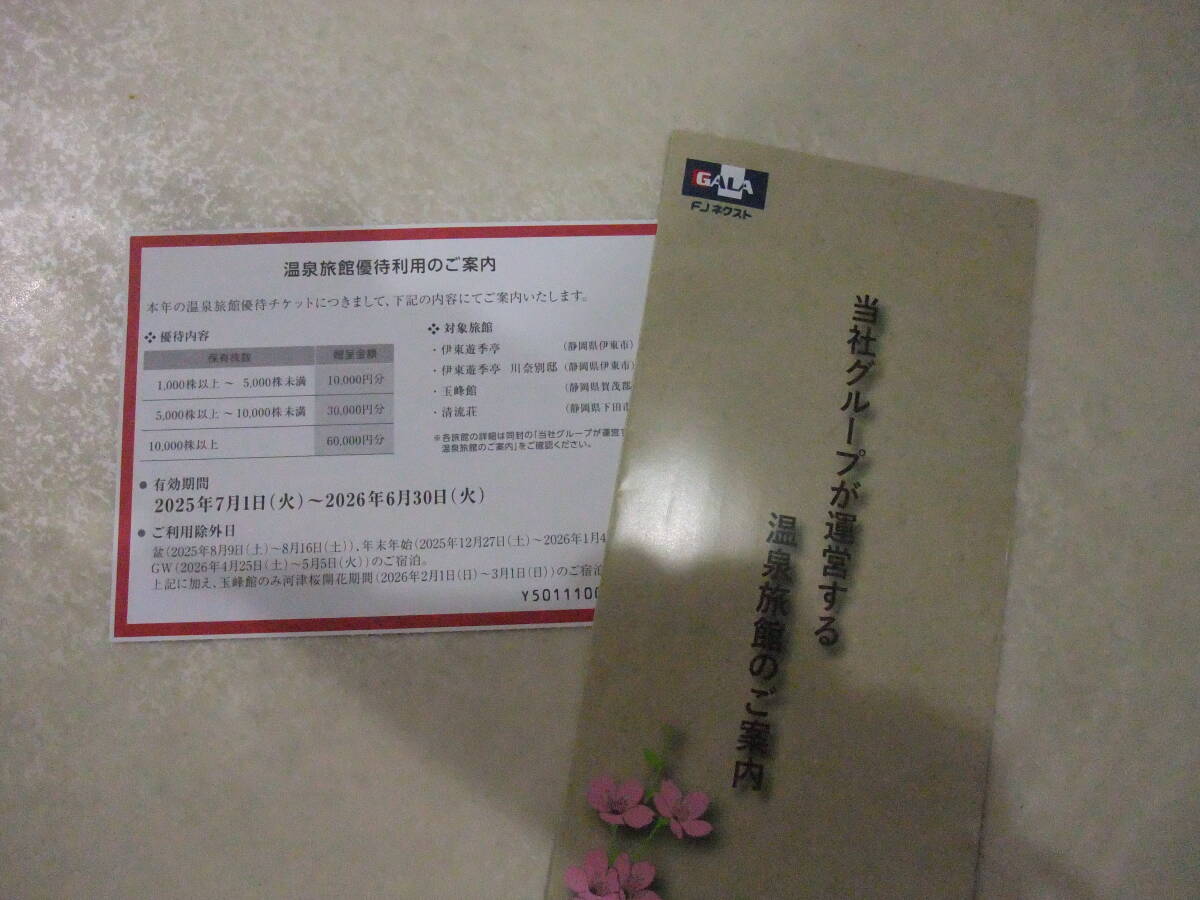 温泉旅館優待利用のご案内
本年の温泉旅館優待チケットにつきまして、下記の内容にてご案内いたします。
❖ 優待内容
保有株数 贈呈金額
1,000株以上 ~ 5,000株未満 10,000円分
5,000株以上 ~ 10,000株未満 30,000円分
10,000株以上 60,000円分
❖ 対象旅館
・伊東遊季亭 (静岡県伊東市)
・伊東遊季亭 川奈別邸 (静岡県伊東市)
・玉峰館 (静岡県賀茂郡
・清流荘 (静岡県下田市
※各旅館の詳細は同封の「当社グループが運営す
温泉旅館のご案内」をご確認ください。
● 有効期間
2025年7月1日(火)~2026年6月30日(火)
● ご利用除外日
盆(2025年8月9日(土)~8月16日(土))、年末年始(2025年12月27日(土)~2026年1月4
GW(2026年4月25日(土)~5月5日(火))のご宿泊。
上記に加え、玉峰館のみ河津桜開花期間(2026年2月1日(日)~3月1日(日))のご宿泊
Y5011100
GALA
FJネクスト
当社グループが運営する
温泉旅館のご案内